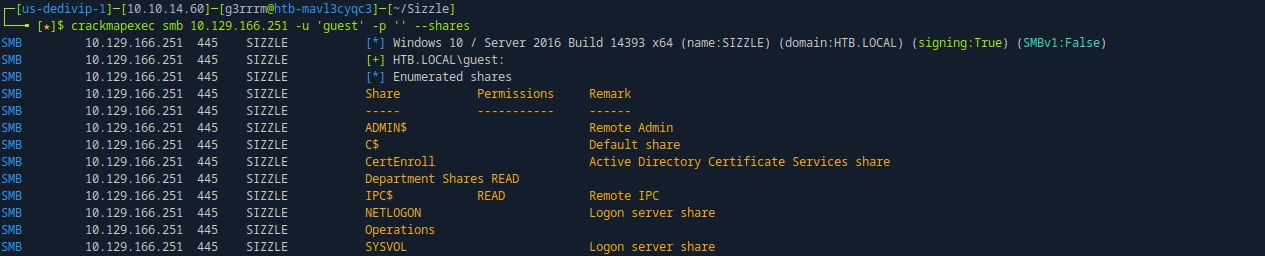 ┌─[us-dedivip-1]─[10.10.14.60]─[g3rrrm@htb-mavl3cyqc3]─[~/Sizzle]
└──╼ [★]$ crackmapexec smb 10.129.166.251 -u 'guest' -p '' --shares
SMB 10.129.166.251 445 SIZZLE [*] Windows 10 / Server 2016 Build 14393 x64 (name:SIZZLE) (domain:HTB.LOCAL) (signing:True) (SMBv1:False)
SMB 10.129.166.251 445 SIZZLE [+] HTB.LOCAL\guest:
SMB 10.129.166.251 445 SIZZLE [*] Enumerated shares
SMB 10.129.166.251 445 SIZZLE Share Permissions Remark
SMB 10.129.166.251 445 SIZZLE ----- ----------- ------
SMB 10.129.166.251 445 SIZZLE ADMIN$ Remote Admin
SMB 10.129.166.251 445 SIZZLE C$ Default share
SMB 10.129.166.251 445 SIZZLE CertEnroll Active Directory Certificate Services share
SMB 10.129.166.251 445 SIZZLE Department Shares READ
SMB 10.129.166.251 445 SIZZLE IPC$ READ Remote IPC
SMB 10.129.166.251 445 SIZZLE NETLOGON Logon server share
SMB 10.129.166.251 445 SIZZLE Operations
SMB 10.129.166.251 445 SIZZLE SYSVOL Logon server share